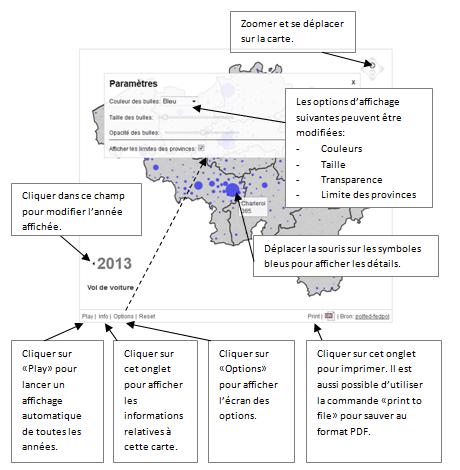 Zoomer et se déplacer
sur la carte.
Paramètres
x
Couleur des bulles: Bleu
Taille des bulles:
Opacité des bulles:
Afficher les limites des provinces:
Les options d'affichage
suivantes peuvent être
modifiées:
- Couleurs
- Taille
- Transparence
- Limite des provinces
Cliquer dans ce champ
pour modifier l'année
affichée.
Charleroi
365
Déplacer la souris sur les symboles
bleus pour afficher les détails.
2013
Vol de voiture
Play | Info | Options | Reset
Print | | Bron: polfed-fedpol
Cliquer sur
«Play» pour
lancer un
affichage
automatique
de toutes les
années.
Cliquer sur
cet onglet
pour afficher
les
informations
relatives à
cette carte.
Cliquer sur
«Options»
pour afficher
l'écran des
options.
Cliquer sur cet onglet
pour imprimer. Il est
aussi possible d'utiliser
la commande «print to
file» pour sauver au
format PDF.